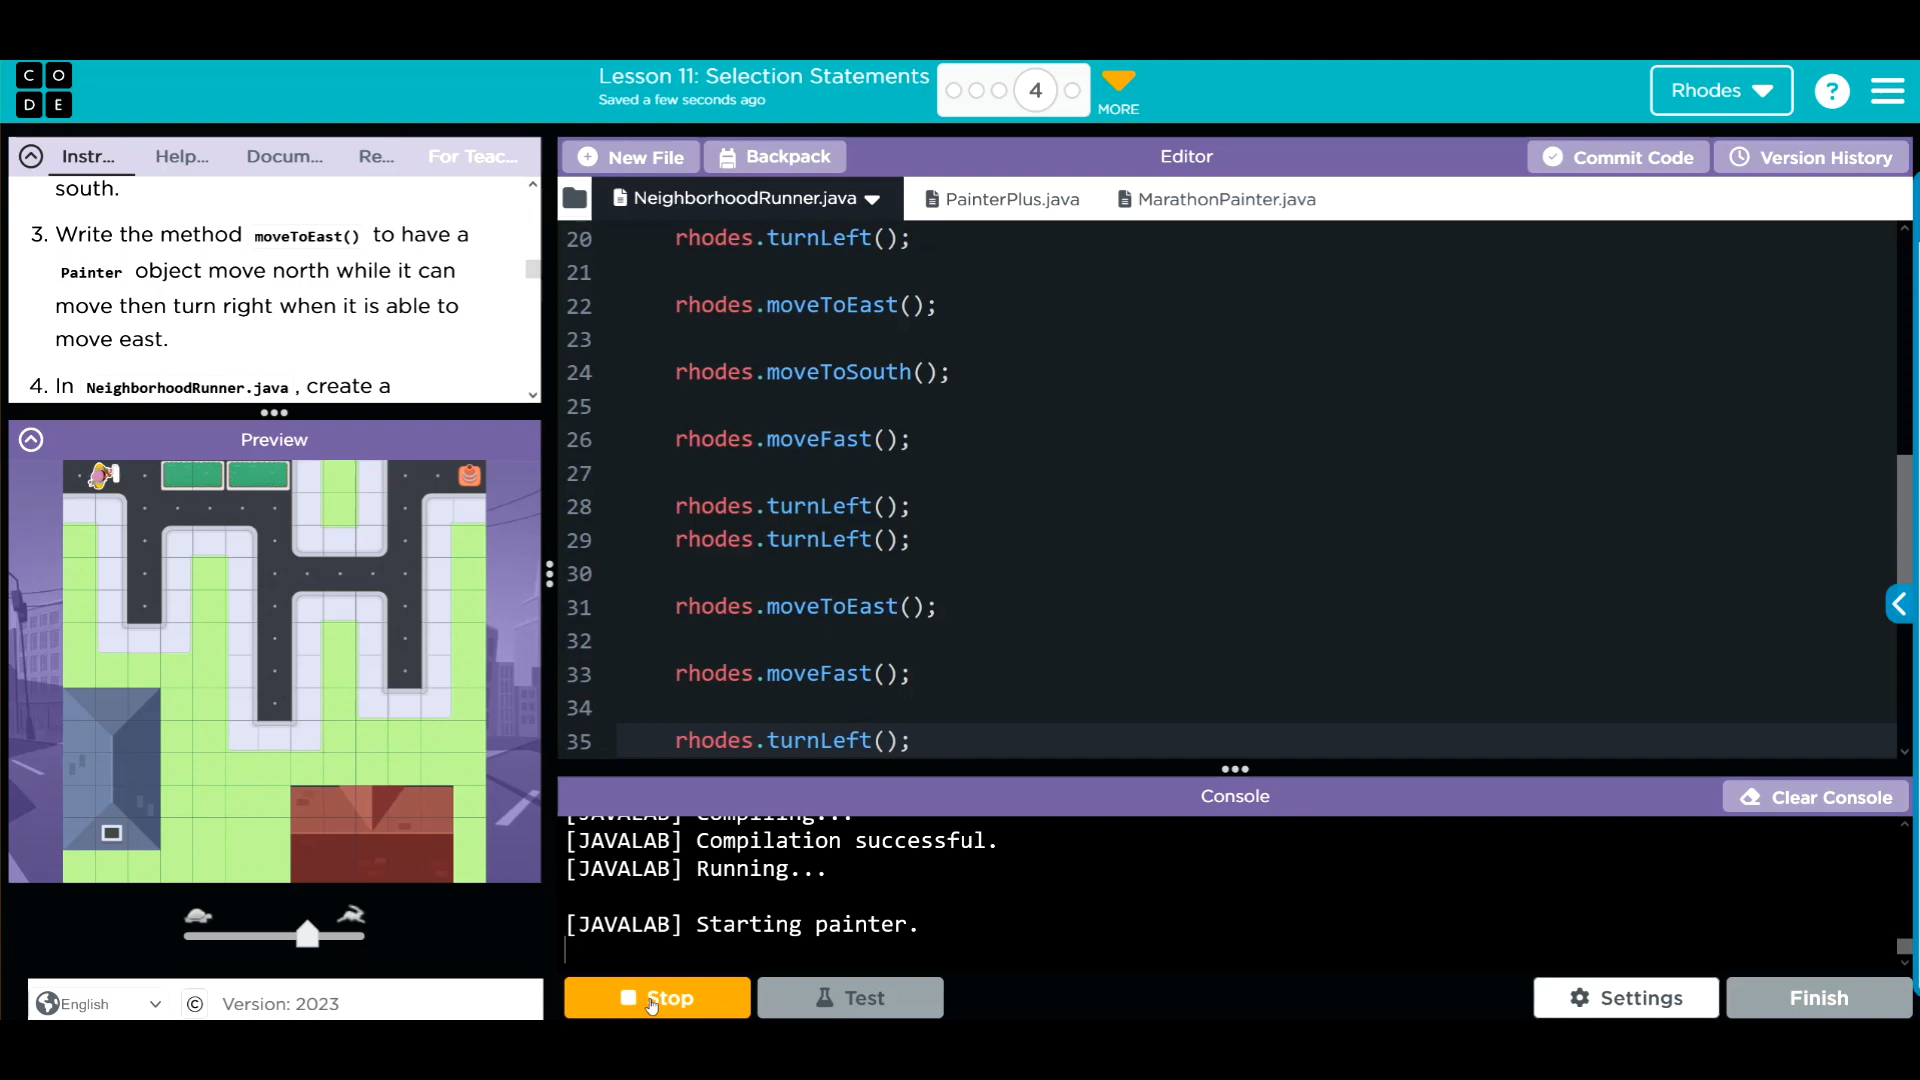 C O
D E
Lesson 11: Selection Statements
Saved a few seconds ago
4
MORE
Rhodes
?
Instr...
Help...
Docum...
Re...
For Teac...
south.
3. Write the method moveToEast() to have a
Painter object move north while it can
move then turn right when it is able to
move east.
4. In NeighborhoodRunner.java, create a
Preview
English
© Version: 2023
New File
Backpack
Editor
Commit Code
Version History
NeighborhoodRunner.java
PainterPlus.java
MarathonPainter.java
20 rhodes.turnLeft();
21
22 rhodes.moveToEast();
23
24 rhodes.moveToSouth();
25
26 rhodes.moveFast();
27
28 rhodes.turnLeft();
29 rhodes.turnLeft();
30
31 rhodes.moveToEast();
32
33 rhodes.moveFast();
34
35 rhodes.turnLeft();
Console
Clear Console
[JAVALAB] Compiling...
[JAVALAB] Compilation successful.
[JAVALAB] Running...
[JAVALAB] Starting painter.
Stop
Test
Settings
Finish